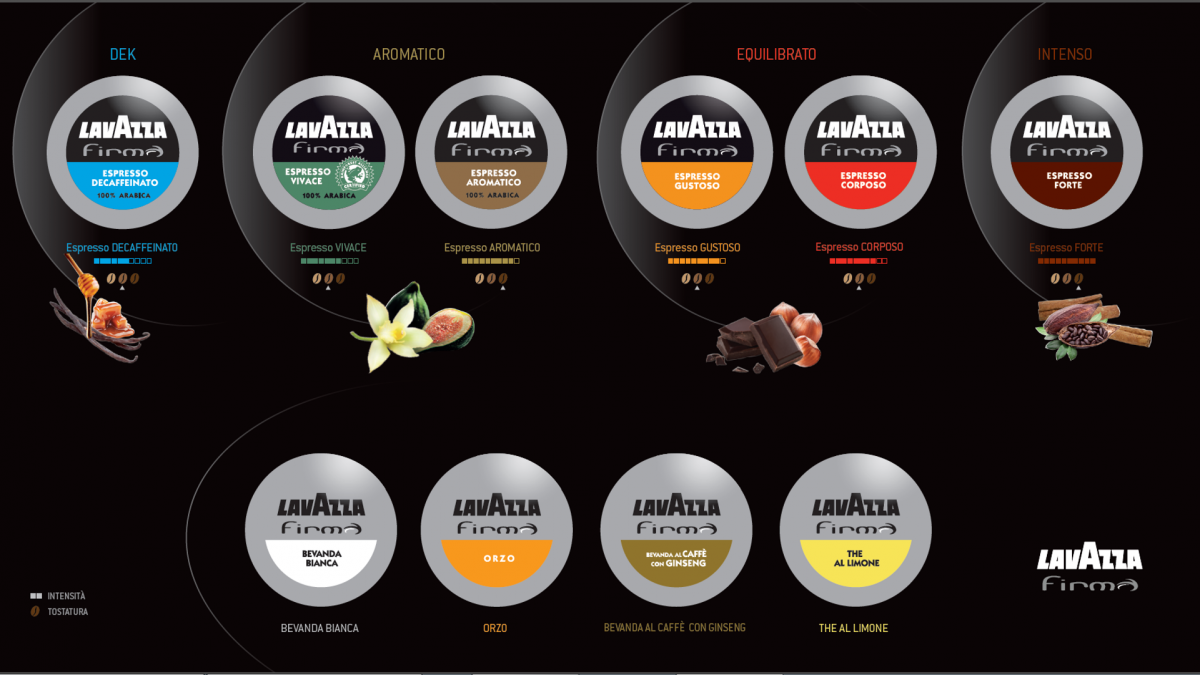 DEK
AROMATICO
EQUILIBRATO
INTENSO
LAVAZZA
firma
ESPRESSO
DECAFFEINATO
100% ARABICA
LAVAZZA
firma
ESPRESSO
VIVACE
100% ARABICA
LAVAZZA
firma
ESPRESSO
AROMATICO
100% ARABICA
LAVAZZA
firma
ESPRESSO
GUSTOSO
LAVAZZA
firma
ESPRESSO
CORPOSO
LAVAZZA
firma
ESPRESSO
FORTE
Espresso DECAFFEINATO
Espresso VIVACE
Espresso AROMATICO
Espresso GUSTOSO
Espresso CORPOSO
Espresso FORTE
LAVAZZA
firma
BEVANDA
BIANCA
LAVAZZA
firma
ORZO
LAVAZZA
firma
BEVANDA AL CAFFÈ
CON GINSENG
LAVAZZA
firma
THE
AL LIMONE
LAVAZZA
firma
INTENSITÀ
TOSTATURA
BEVANDA BIANCA
ORZO
BEVANDA AL CAFFÈ CON GINSENG
THE AL LIMONE